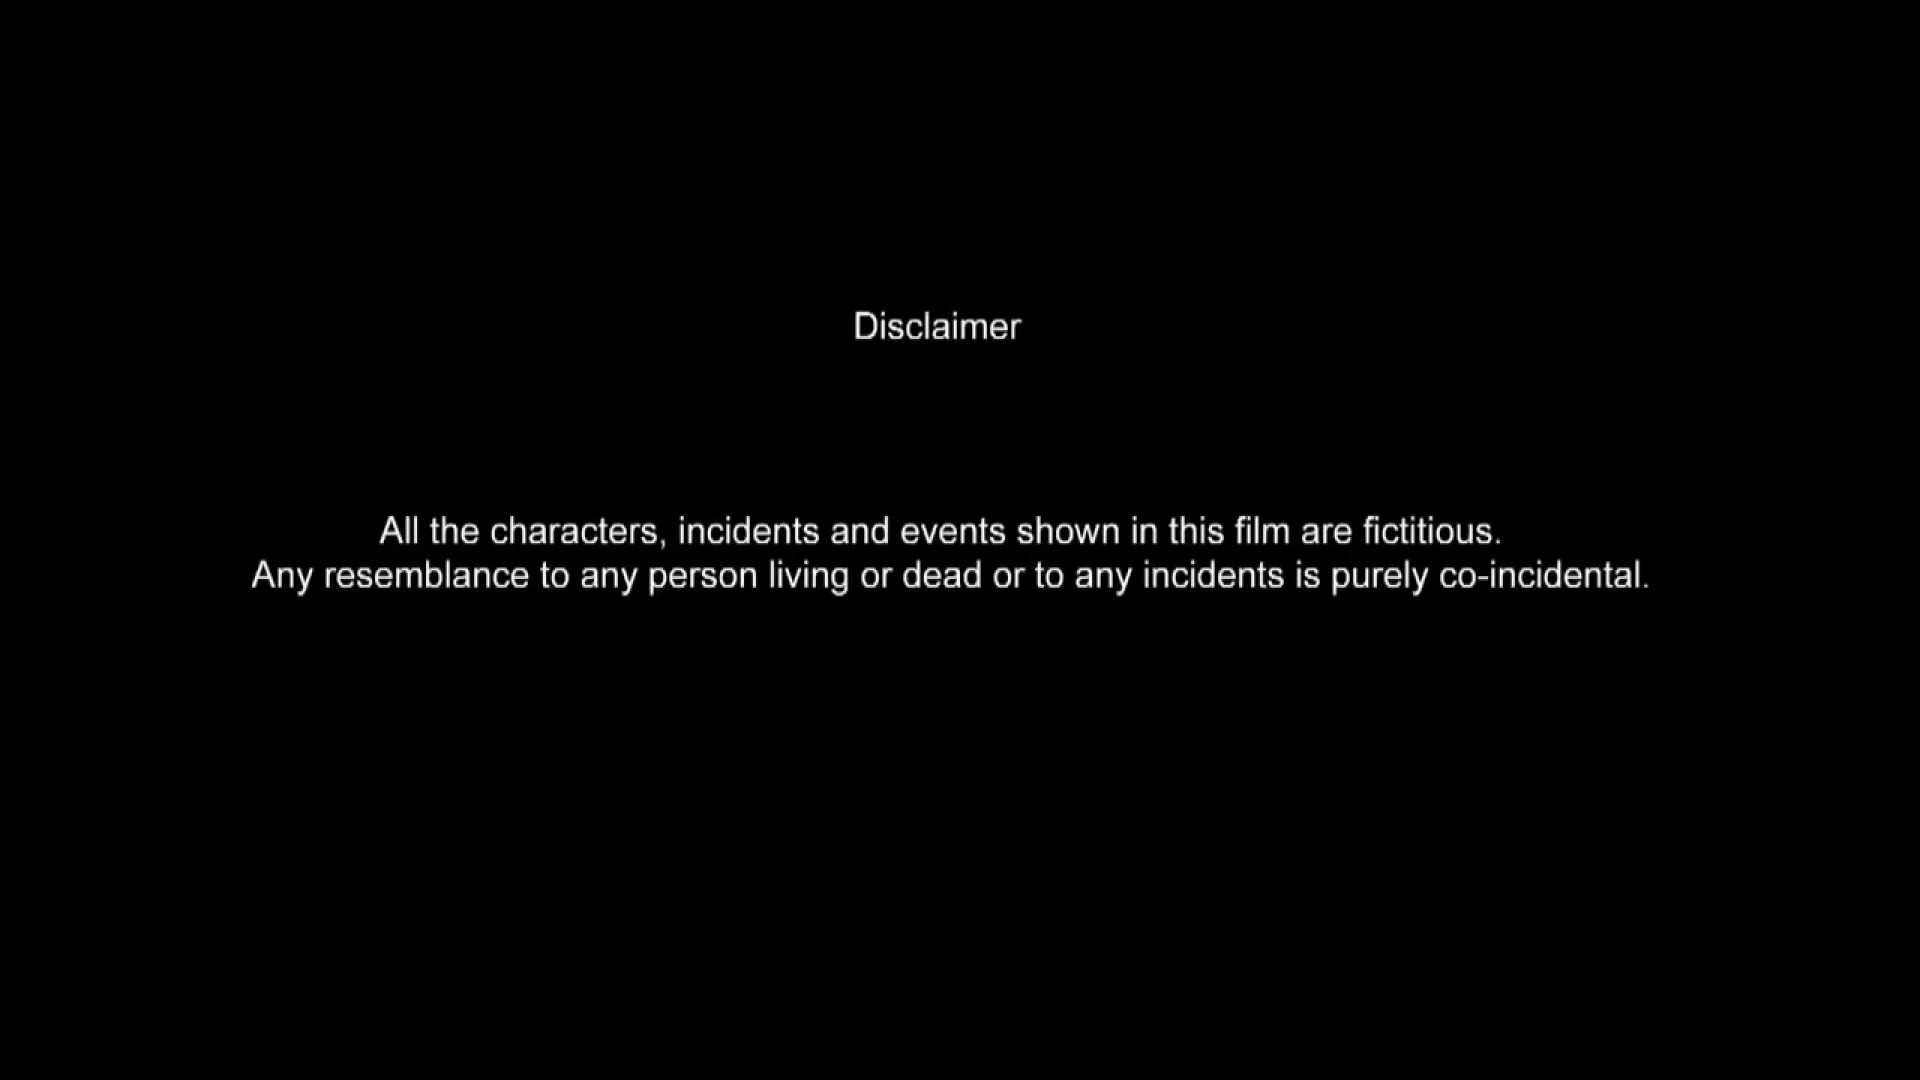 Disclaimer
All the characters, incidents and events shown in this film are fictitious.
Any resemblance to any person living or dead or to any incidents is purely co-incidental.